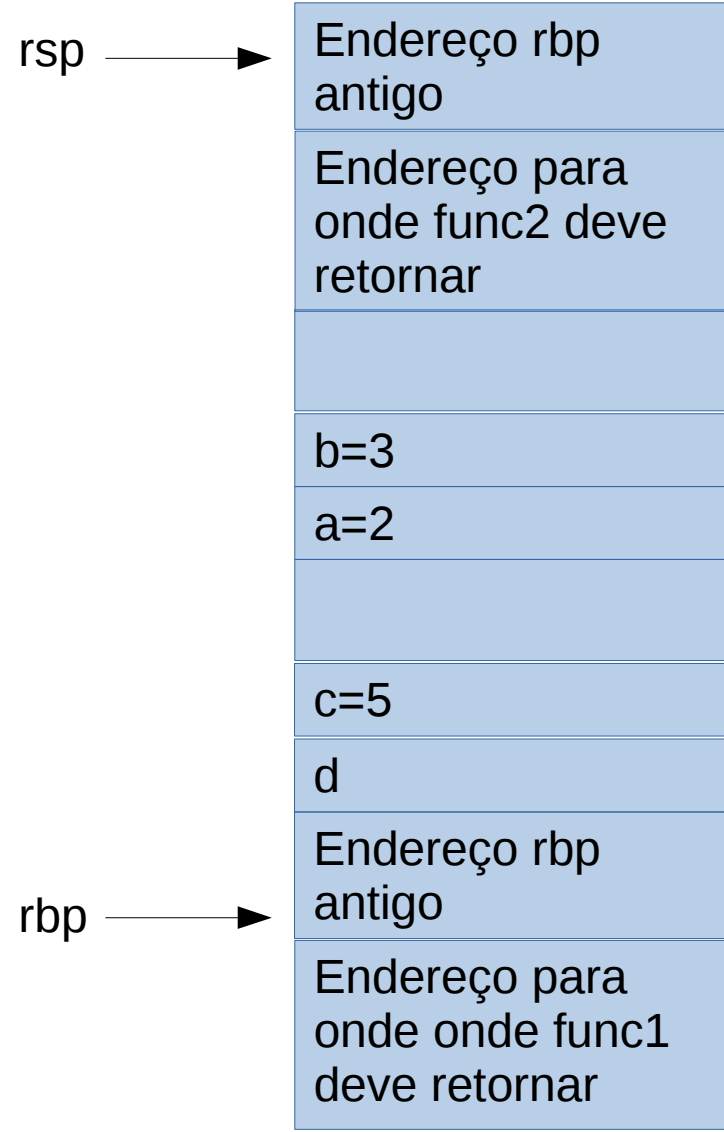 rsp
Endereço rbp
antigo
Endereço para
onde func2 deve
retornar
b=3
a=2
c=5
d
rbp
Endereço rbp
antigo
Endereço para
onde onde func1
deve retornar